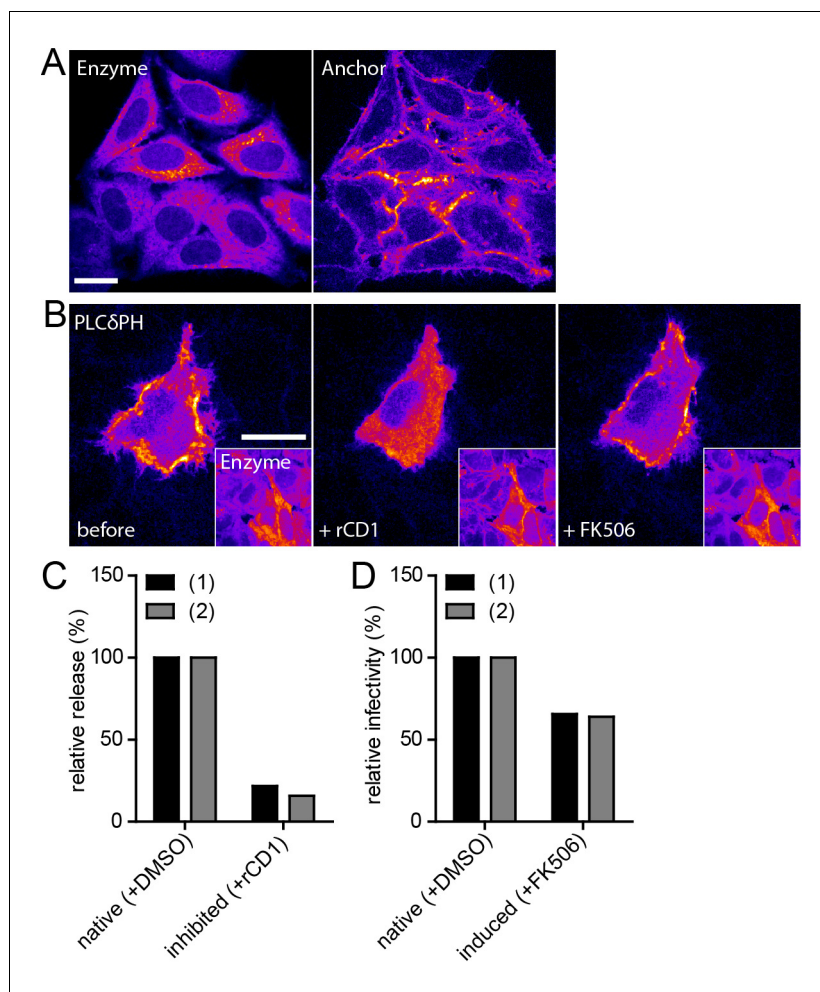 A
Enzyme
Anchor
B
PLCδPH
Enzyme
before
+ rCD1
+ FK506
C
150
100
50
0
relative release (%)
(1)
(2)
native (+DMSO)
inhibited (+rCD1)
D
150
100
50
0
relative infectivity (%)
(1)
(2)
native (+DMSO)
induced (+FK506)